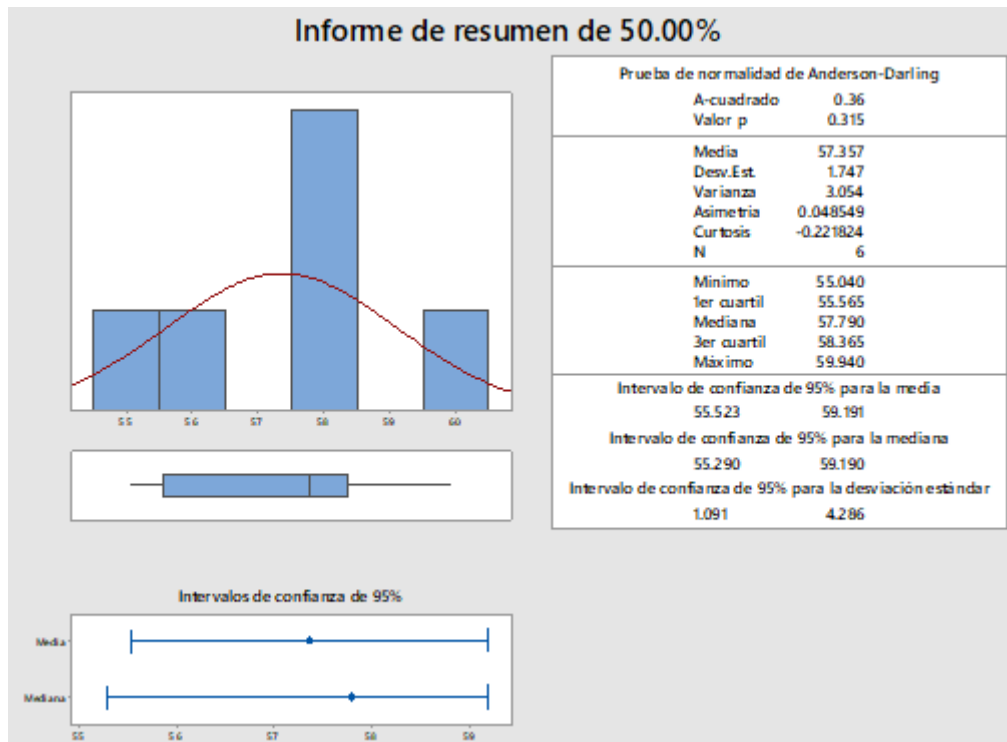 Informe de resumen de 50.00%
Prueba de normalidad de Anderson-Darling
A-cuadrado 0.36
Valor p 0.315
Media 57.357
Desv.Est. 1.747
Varianza 3.054
Asimetría 0.048549
Curtosis -0.221824
N 6
Mínimo 55.040
1er cuartil 55.565
Mediana 57.790
3er cuartil 58.365
Máximo 59.940
Intervalo de confianza de 95% para la media
55.523 59.191
Intervalo de confianza de 95% para la mediana
55.290 59.190
Intervalo de confianza de 95% para la desviación estándar
1.091 4.286
55 56 57 58 59 60
Intervalos de confianza de 95%
Media
Mediana
55 56 57 58 59